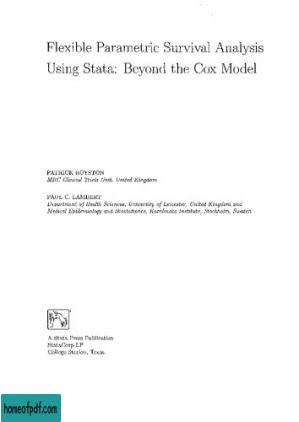 Flexible Parametric Survival Analysis
Using Stata: Beyond the Cox Model
PATRICK ROYSTON
MRC Clinical Trials Unit, United Kingdom
PAUL C. LAMBERT
Department of Health Sciences, University of Leicester, United Kingdom and
Medical Epidemiology and Biostatistics, Karolinska Institute, Stockholm, Sweden
A Stata Press Publication
StataCorp LP
College Station, Texas
homeofpdf.com